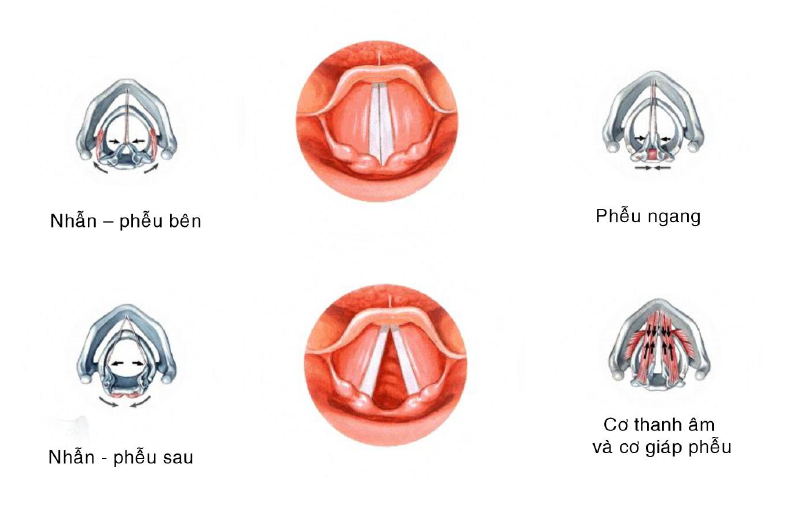 Nhẫn – phễu bên
Phễu ngang
Nhẫn - phễu sau
Cơ thanh âm
và cơ giáp phễu